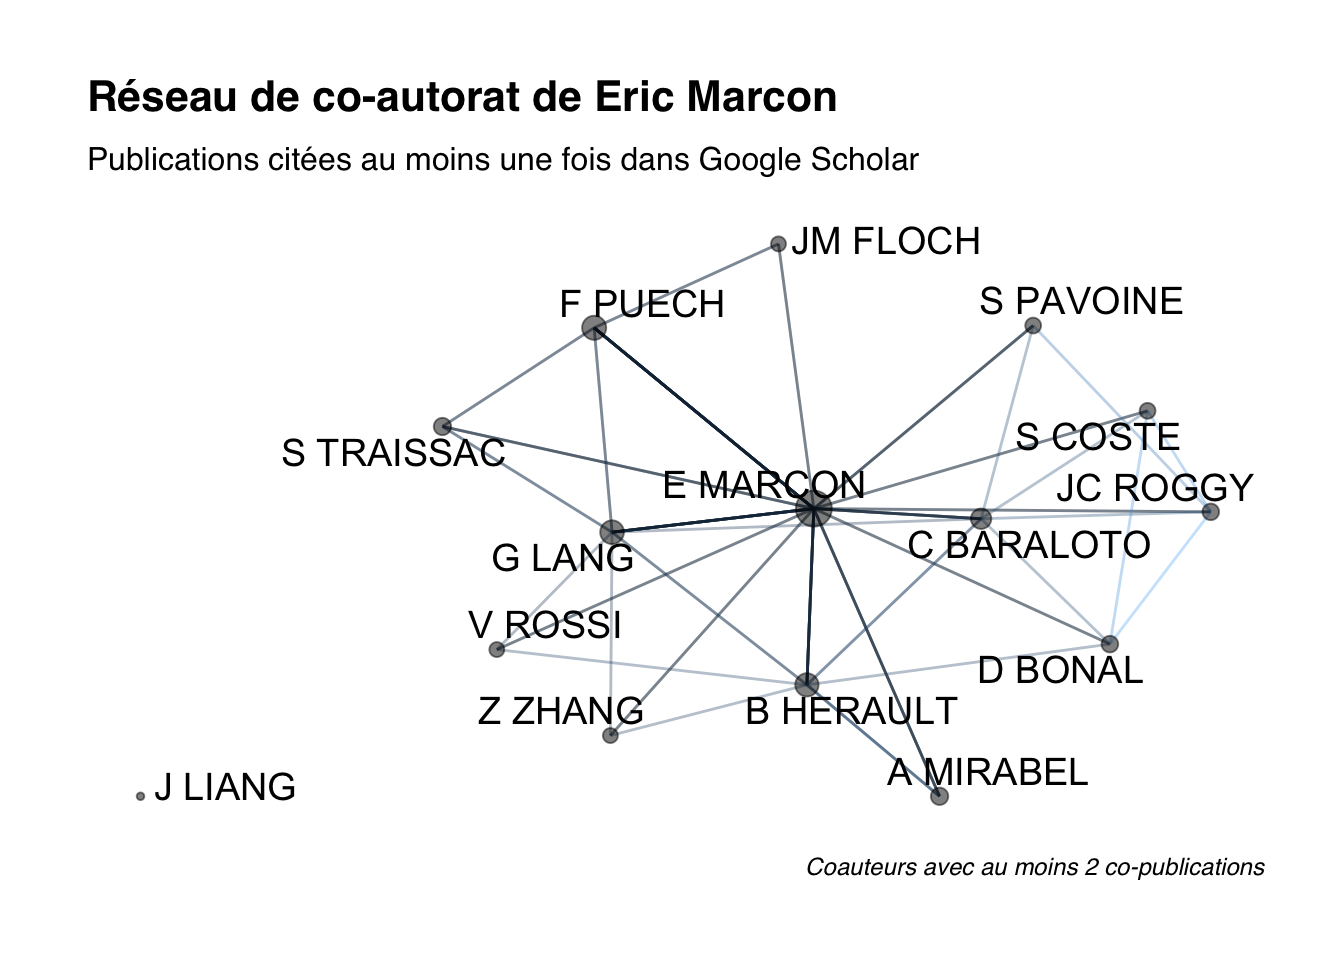 Réseau de co-autorat de Eric Marcon
Publications citées au moins une fois dans Google Scholar
JM FLOCH
F PUECH
S PAVOINE
S COSTE
S TRAISSAC
E MARCON
JC ROGGY
G LANG
C BARALOTO
V ROSSI
D BONAL
Z ZHANG
B HERAULT
A MIRABEL
J LIANG
Coauteurs avec au moins 2 co-publications